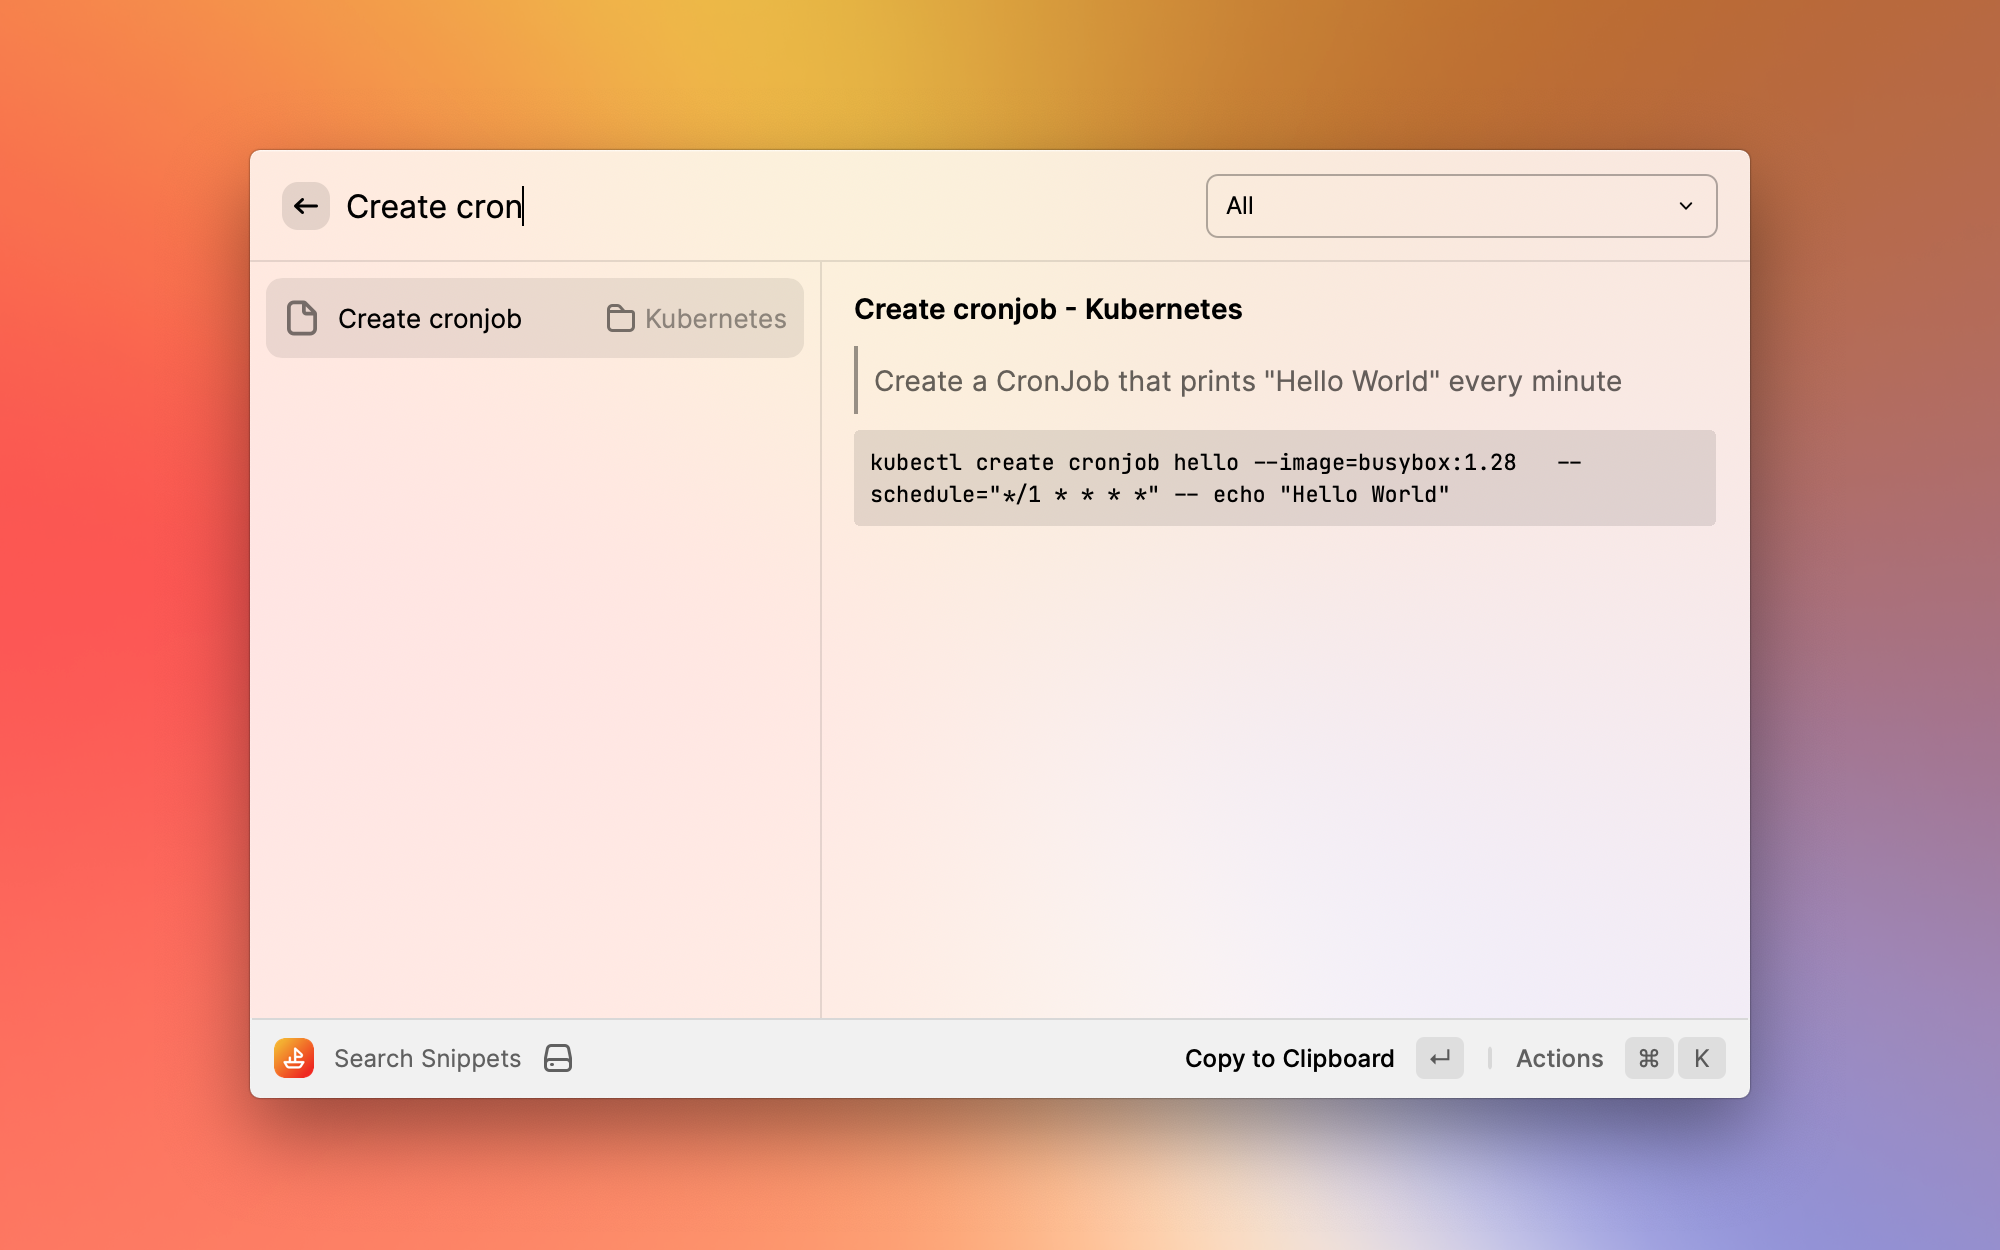 Create cron
All
Create cronjob
Kubernetes
Create cronjob - Kubernetes
Create a CronJob that prints "Hello World" every minute
kubectl create cronjob hello --image=busybox:1.28   --
schedule="*/1 * * * *" -- echo "Hello World"
Search Snippets
Copy to Clipboard
Actions
⌘ K